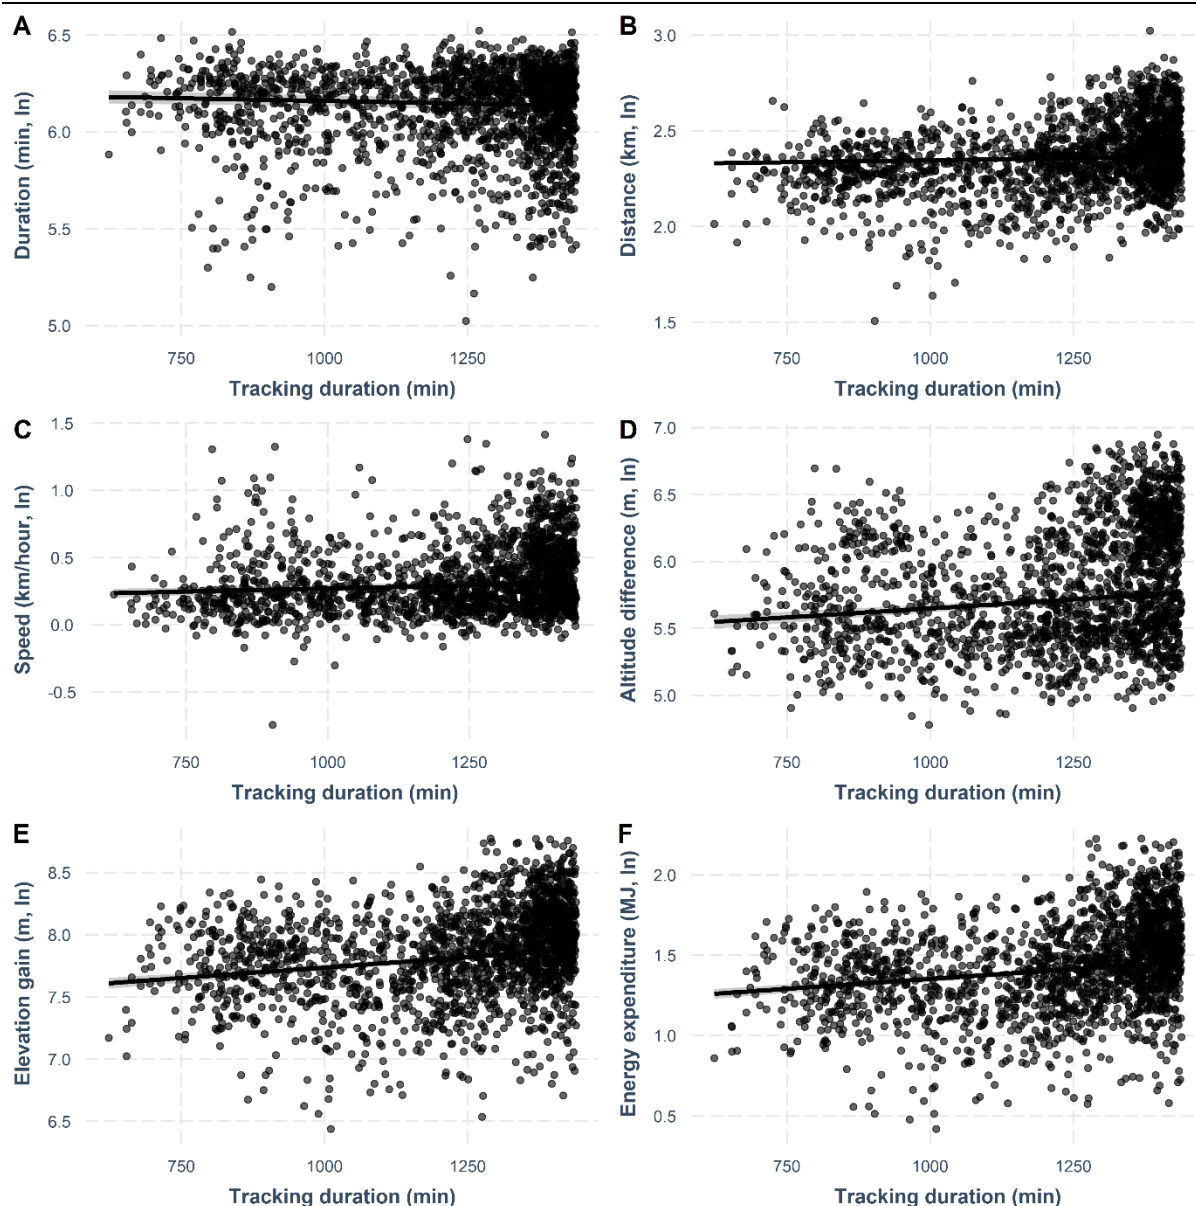 A
Duration (min, ln)
6.5
6.0
5.5
5.0
750 1000 1250
Tracking duration (min)
B
Distance (km, ln)
3.0
2.5
2.0
1.5
750 1000 1250
Tracking duration (min)
C
Speed (km/hour, ln)
1.5
1.0
0.5
0.0
-0.5
750 1000 1250
Tracking duration (min)
D
Altitude difference (m, ln)
7.0
6.5
6.0
5.5
5.0
750 1000 1250
Tracking duration (min)
E
Elevation gain (m, ln)
8.5
8.0
7.5
7.0
6.5
750 1000 1250
Tracking duration (min)
F
Energy expenditure (MJ, ln)
2.0
1.5
1.0
0.5
750 1000 1250
Tracking duration (min)